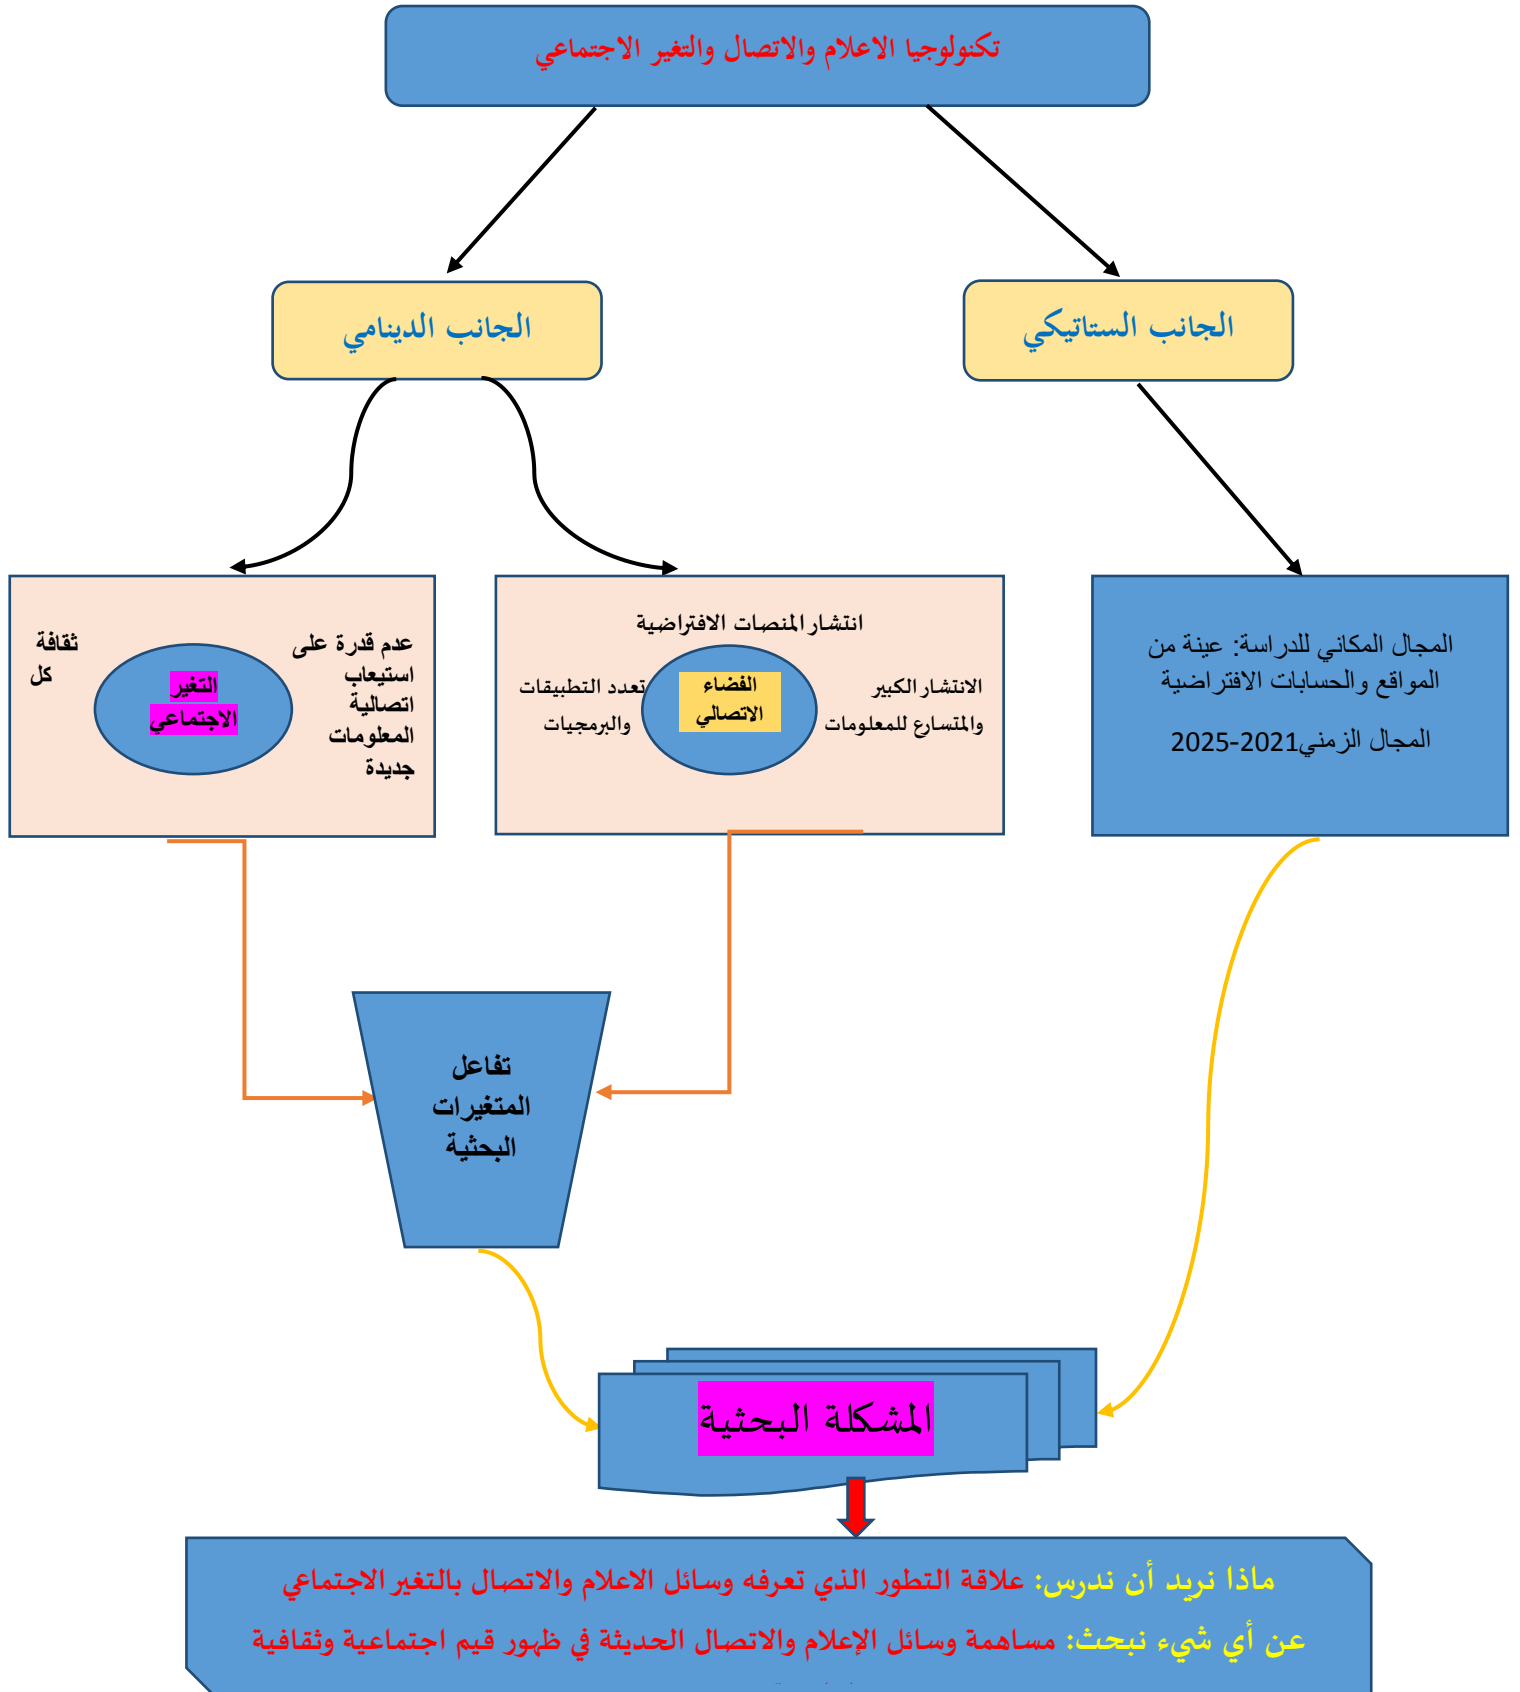 تكنولوجيا الاعلام والاتصال والتغير الاجتماعي
الجانب الستاتيكي
الجانب الدينامي
المجال المكاني للدراسة: عينة من
المواقع والحسابات الافتراضية
المجال الزمني2021-2025
انتشار المنصات الافتراضية
الانتشار الكبير
والمتسارع للمعلومات
الفضاء
الاتصالي
تعدد التطبيقات
والبرمجيات
عدم قدرة على
استيعاب
اتصالية
المعلومات
جديدة
التغير
الاجتماعي
ثقافة
كل
تفاعل
المتغيرات
البحثية
المشكلة البحثية
ماذا نريد أن ندرس: علاقة التطور الذي تعرفه وسائل الاعلام والاتصال بالتغير الاجتماعي
عن أي شيء نبحث: مساهمة وسائل الإعلام والاتصال الحديثة في ظهور قيم اجتماعية وثقافية